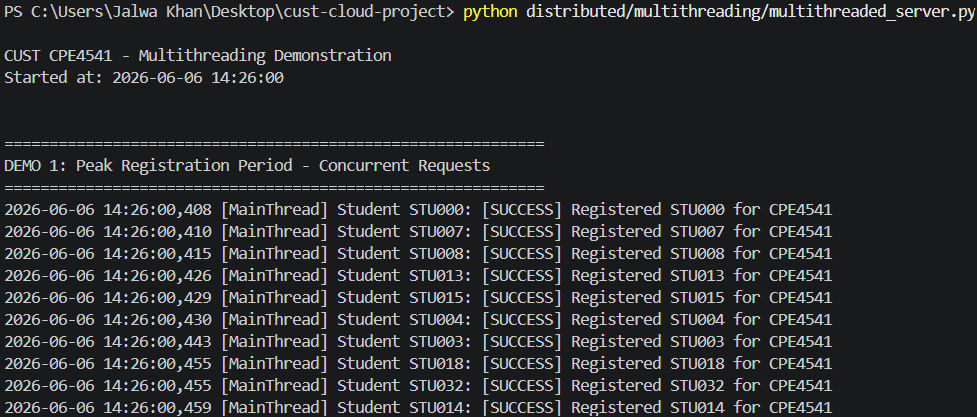 PS C:\Users\Jalwa Khan\Desktop\cust-cloud-project> python distributed/multithreading/multithreaded_server.py
CUST CPE4541 - Multithreading Demonstration
Started at: 2026-06-06 14:26:00
============================================================
DEMO 1: Peak Registration Period - Concurrent Requests
============================================================
2026-06-06 14:26:00,408 [MainThread] Student STU000: [SUCCESS] Registered STU000 for CPE4541
2026-06-06 14:26:00,410 [MainThread] Student STU007: [SUCCESS] Registered STU007 for CPE4541
2026-06-06 14:26:00,415 [MainThread] Student STU008: [SUCCESS] Registered STU008 for CPE4541
2026-06-06 14:26:00,426 [MainThread] Student STU013: [SUCCESS] Registered STU013 for CPE4541
2026-06-06 14:26:00,429 [MainThread] Student STU015: [SUCCESS] Registered STU015 for CPE4541
2026-06-06 14:26:00,430 [MainThread] Student STU004: [SUCCESS] Registered STU004 for CPE4541
2026-06-06 14:26:00,443 [MainThread] Student STU003: [SUCCESS] Registered STU003 for CPE4541
2026-06-06 14:26:00,455 [MainThread] Student STU018: [SUCCESS] Registered STU018 for CPE4541
2026-06-06 14:26:00,455 [MainThread] Student STU032: [SUCCESS] Registered STU032 for CPE4541
2026-06-06 14:26:00,459 [MainThread] Student STU014: [SUCCESS] Registered STU014 for CPE4541